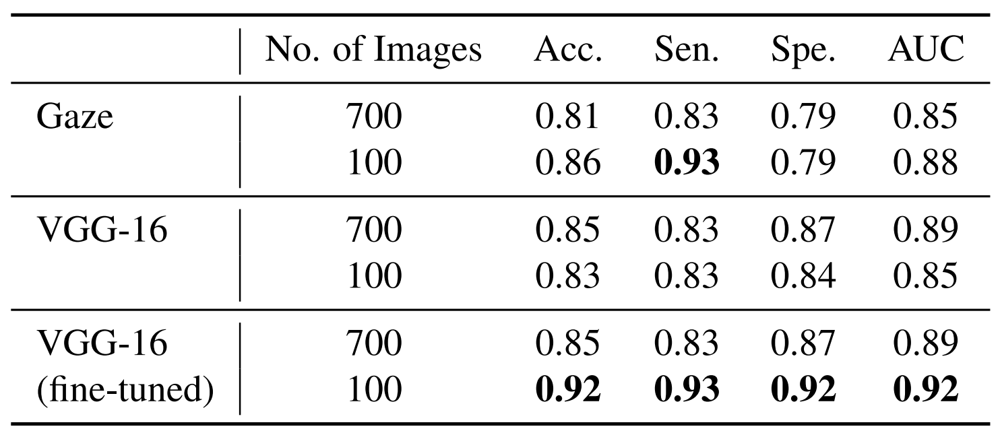 No. of Images Acc. Sen. Spe. AUC
Gaze 700 0.81 0.83 0.79 0.85
100 0.86 0.93 0.79 0.88
VGG-16 700 0.85 0.83 0.87 0.89
100 0.83 0.83 0.84 0.85
VGG-16 700 0.85 0.83 0.87 0.89
(fine-tuned) 100 0.92 0.93 0.92 0.92